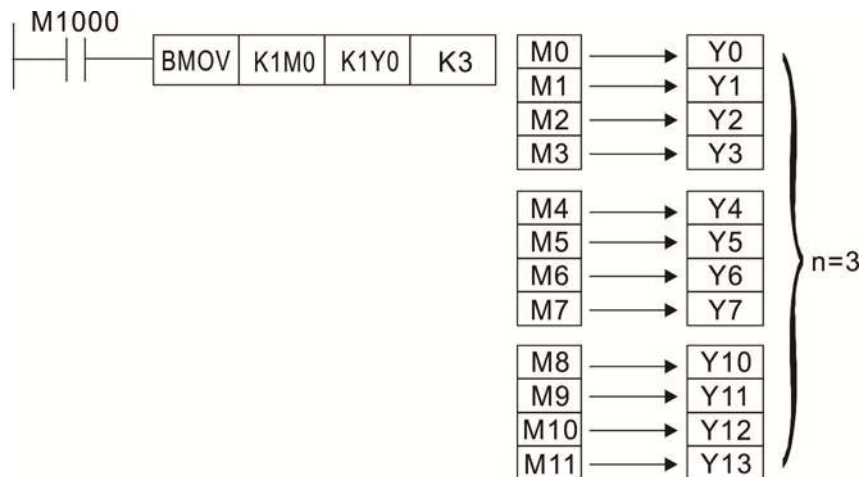 M1000
BMOV K1M0 K1Y0 K3
M0 Y0
M1 Y1
M2 Y2
M3 Y3
M4 Y4
M5 Y5
M6 Y6
M7 Y7
n=3
M8 Y10
M9 Y11
M10 Y12
M11 Y13